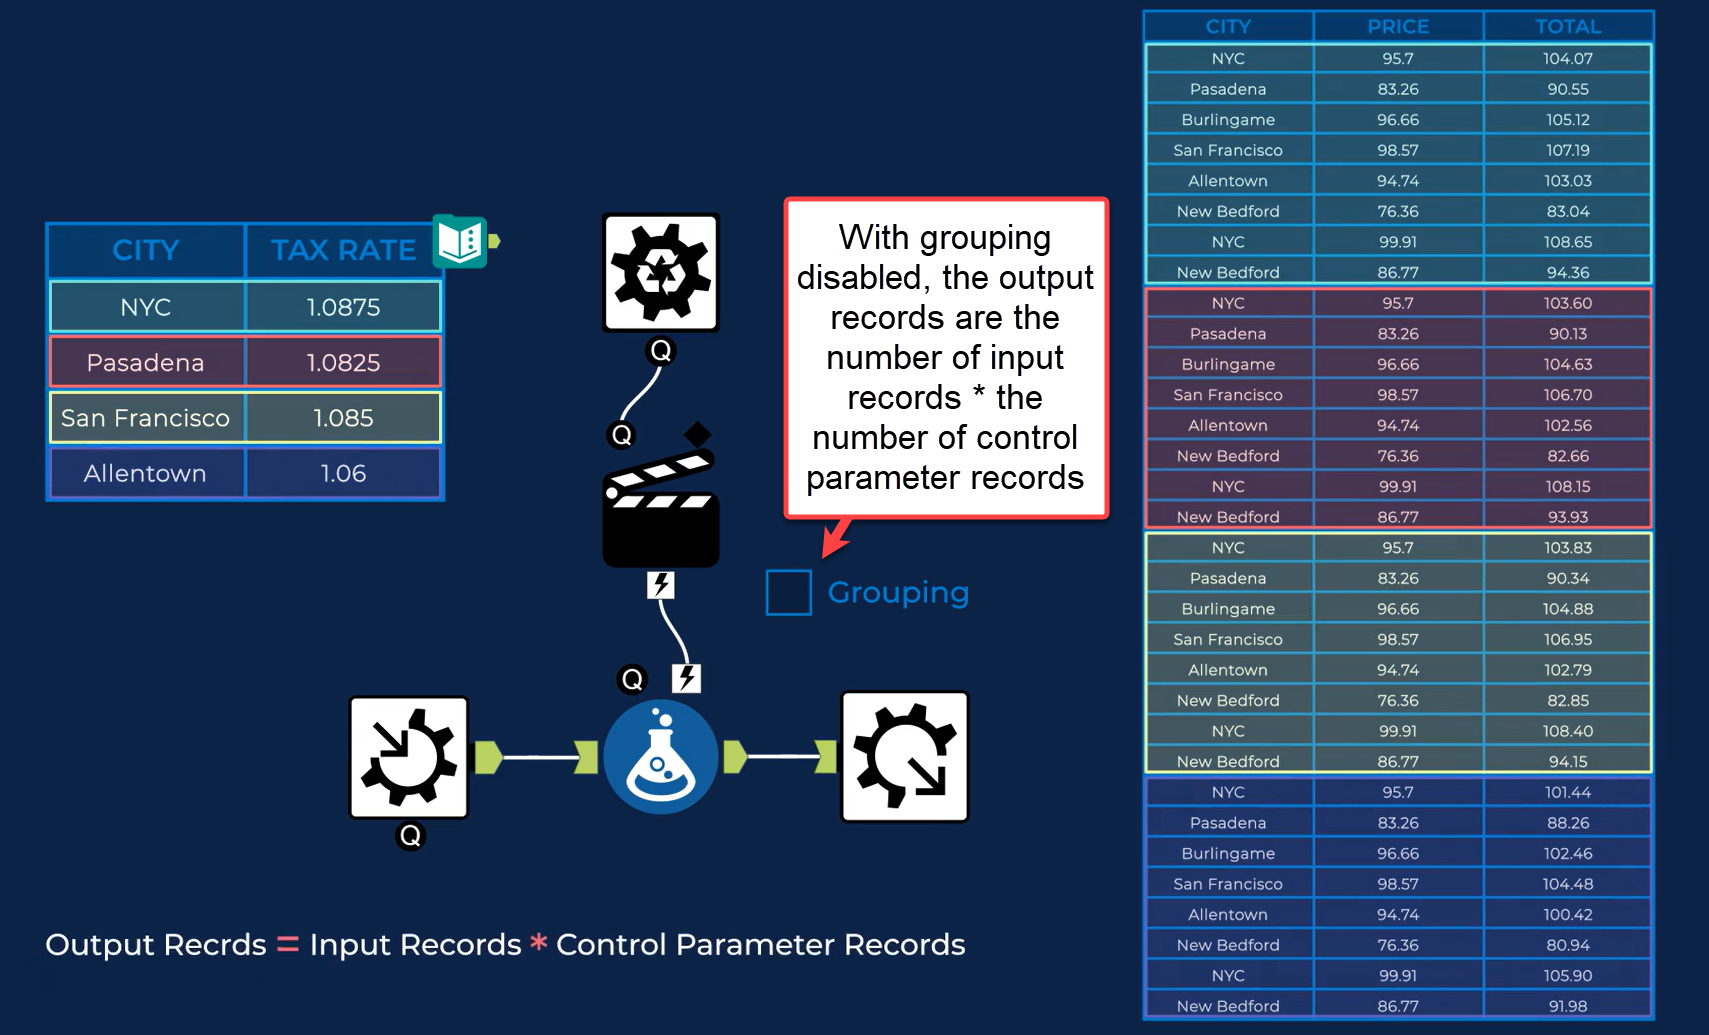 CITY TAX RATE
NYC 1.0875
Pasadena 1.0825
San Francisco 1.085
Allentown 1.06
Q
Q
With grouping
disabled, the output
records are the
number of input
records * the
number of control
parameter records
Grouping
Q
Q
Output Recrds = Input Records * Control Parameter Records
CITY PRICE TOTAL
NYC 95.7 104.07
Pasadena 83.26 90.55
Burlingame 96.66 105.12
San Francisco 98.57 107.19
Allentown 94.74 103.03
New Bedford 76.36 83.04
NYC 99.91 108.65
New Bedford 86.77 94.36
NYC 95.7 103.60
Pasadena 83.26 90.13
Burlingame 96.66 104.63
San Francisco 98.57 106.70
Allentown 94.74 102.56
New Bedford 76.36 82.66
NYC 99.91 108.15
New Bedford 86.77 93.93
NYC 95.7 103.83
Pasadena 83.26 90.34
Burlingame 96.66 104.88
San Francisco 98.57 106.95
Allentown 94.74 102.79
New Bedford 76.36 82.85
NYC 99.91 108.40
New Bedford 86.77 94.15
NYC 95.7 101.44
Pasadena 83.26 88.26
Burlingame 96.66 102.46
San Francisco 98.57 104.48
Allentown 94.74 100.42
New Bedford 76.36 80.94
NYC 99.91 105.90
New Bedford 86.77 91.98